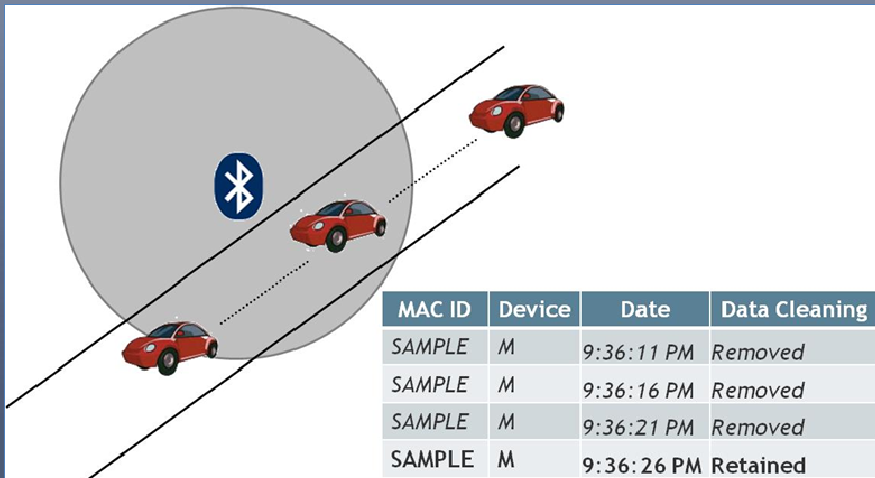 MAC ID Device Date Data Cleaning
SAMPLE M 9:36:11 PM Removed
SAMPLE M 9:36:16 PM Removed
SAMPLE M 9:36:21 PM Removed
SAMPLE M 9:36:26 PM Retained